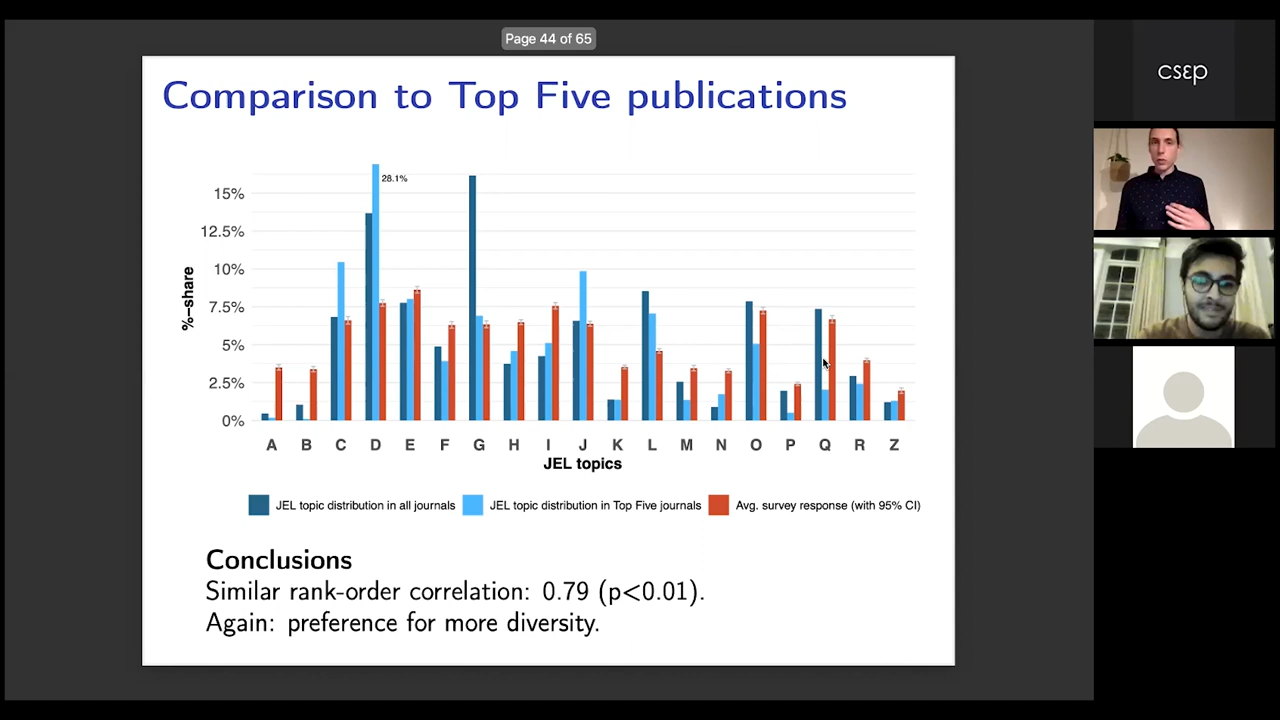 Page 44 of 65
Comparison to Top Five publications
28.1%
15%
12.5%
10%
7.5%
5%
2.5%
0%
%–share
A B C D E F G H I J K L M N O P Q R Z
JEL topics
JEL topic distribution in all journals JEL topic distribution in Top Five journals Avg. survey response (with 95% CI)
Conclusions
Similar rank-order correlation: 0.79 (p<0.01).
Again: preference for more diversity.
csεp